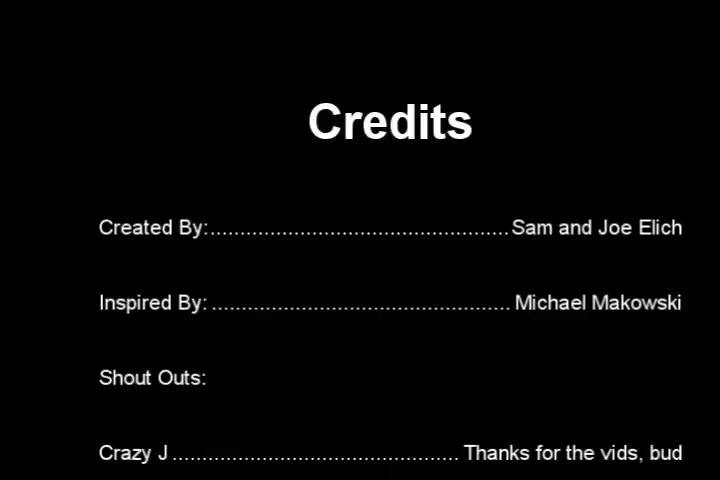 Credits
Created By:.................................................Sam and Joe Elich
Inspired By: ................................................. Michael Makowski
Shout Outs:
Crazy J ................................................ Thanks for the vids, bud